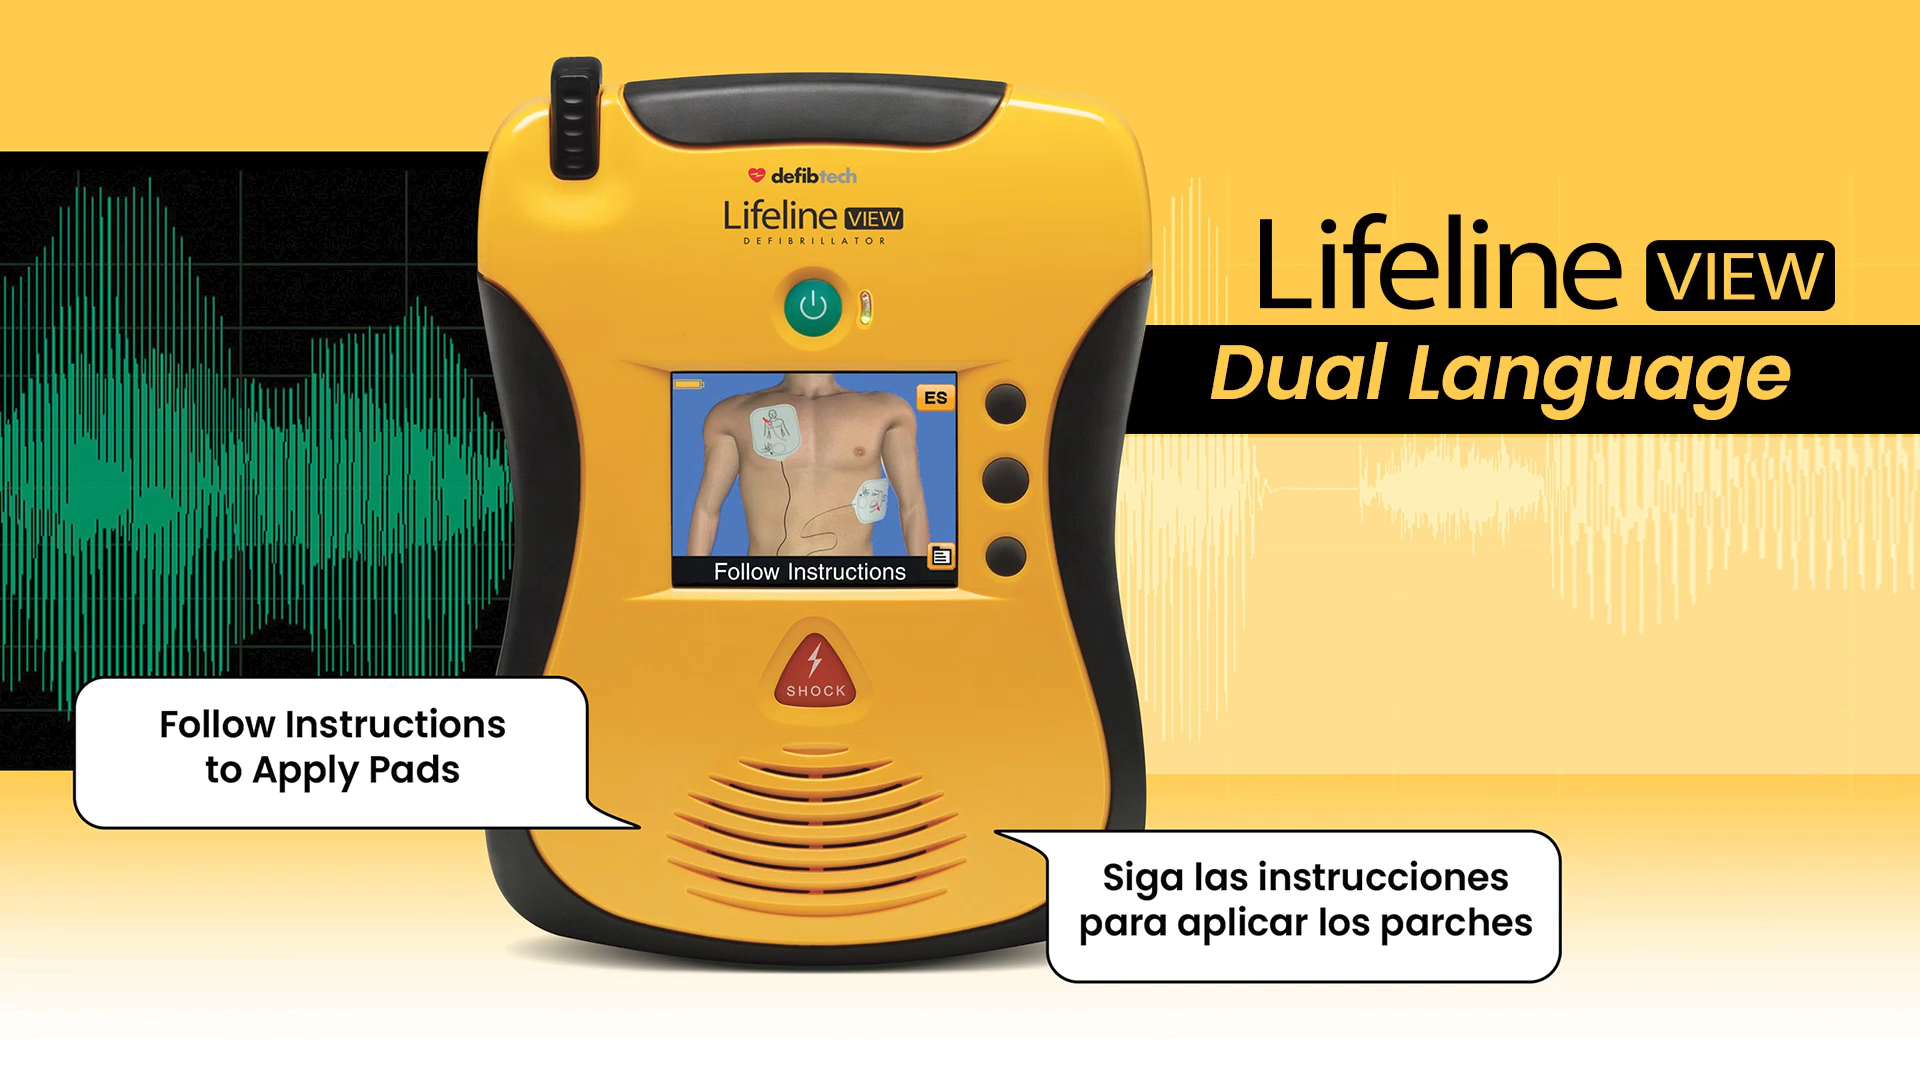 defibtech
Lifeline VIEW
DEFIBRILLATOR
ES
Follow Instructions
SHOCK
Lifeline VIEW
Dual Language
Follow Instructions
to Apply Pads
Siga las instrucciones
para aplicar los parches